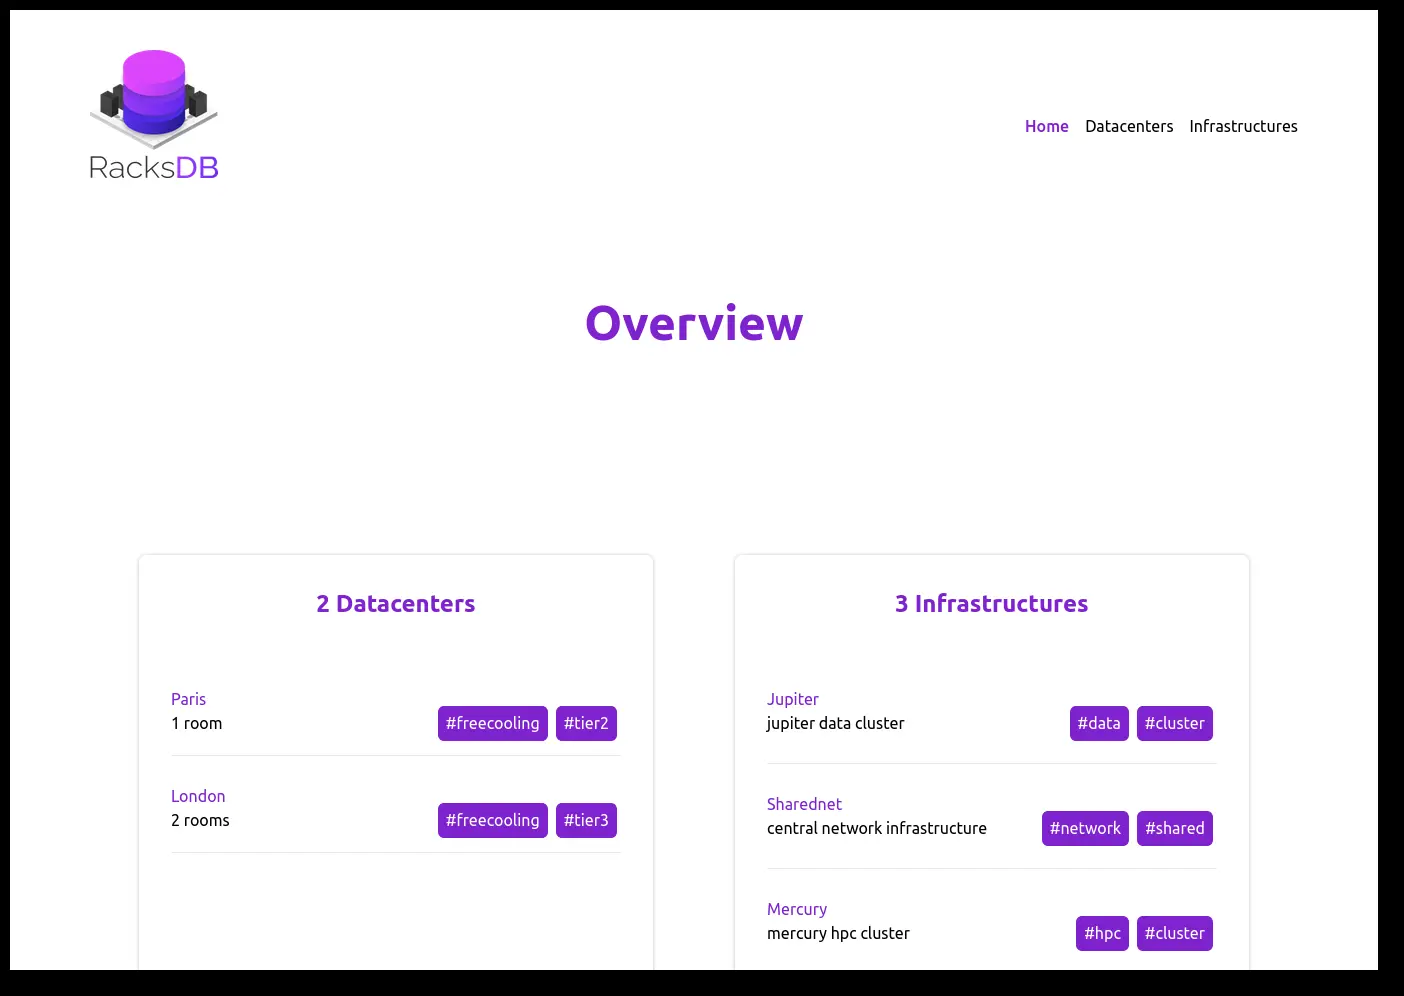 RacksDB
Home Datacenters Infrastructures
Overview
2 Datacenters
Paris
1 room #freecooling #tier2
London
2 rooms #freecooling #tier3
3 Infrastructures
Jupiter
jupiter data cluster #data #cluster
Sharednet
central network infrastructure #network #shared
Mercury
mercury hpc cluster #hpc #cluster